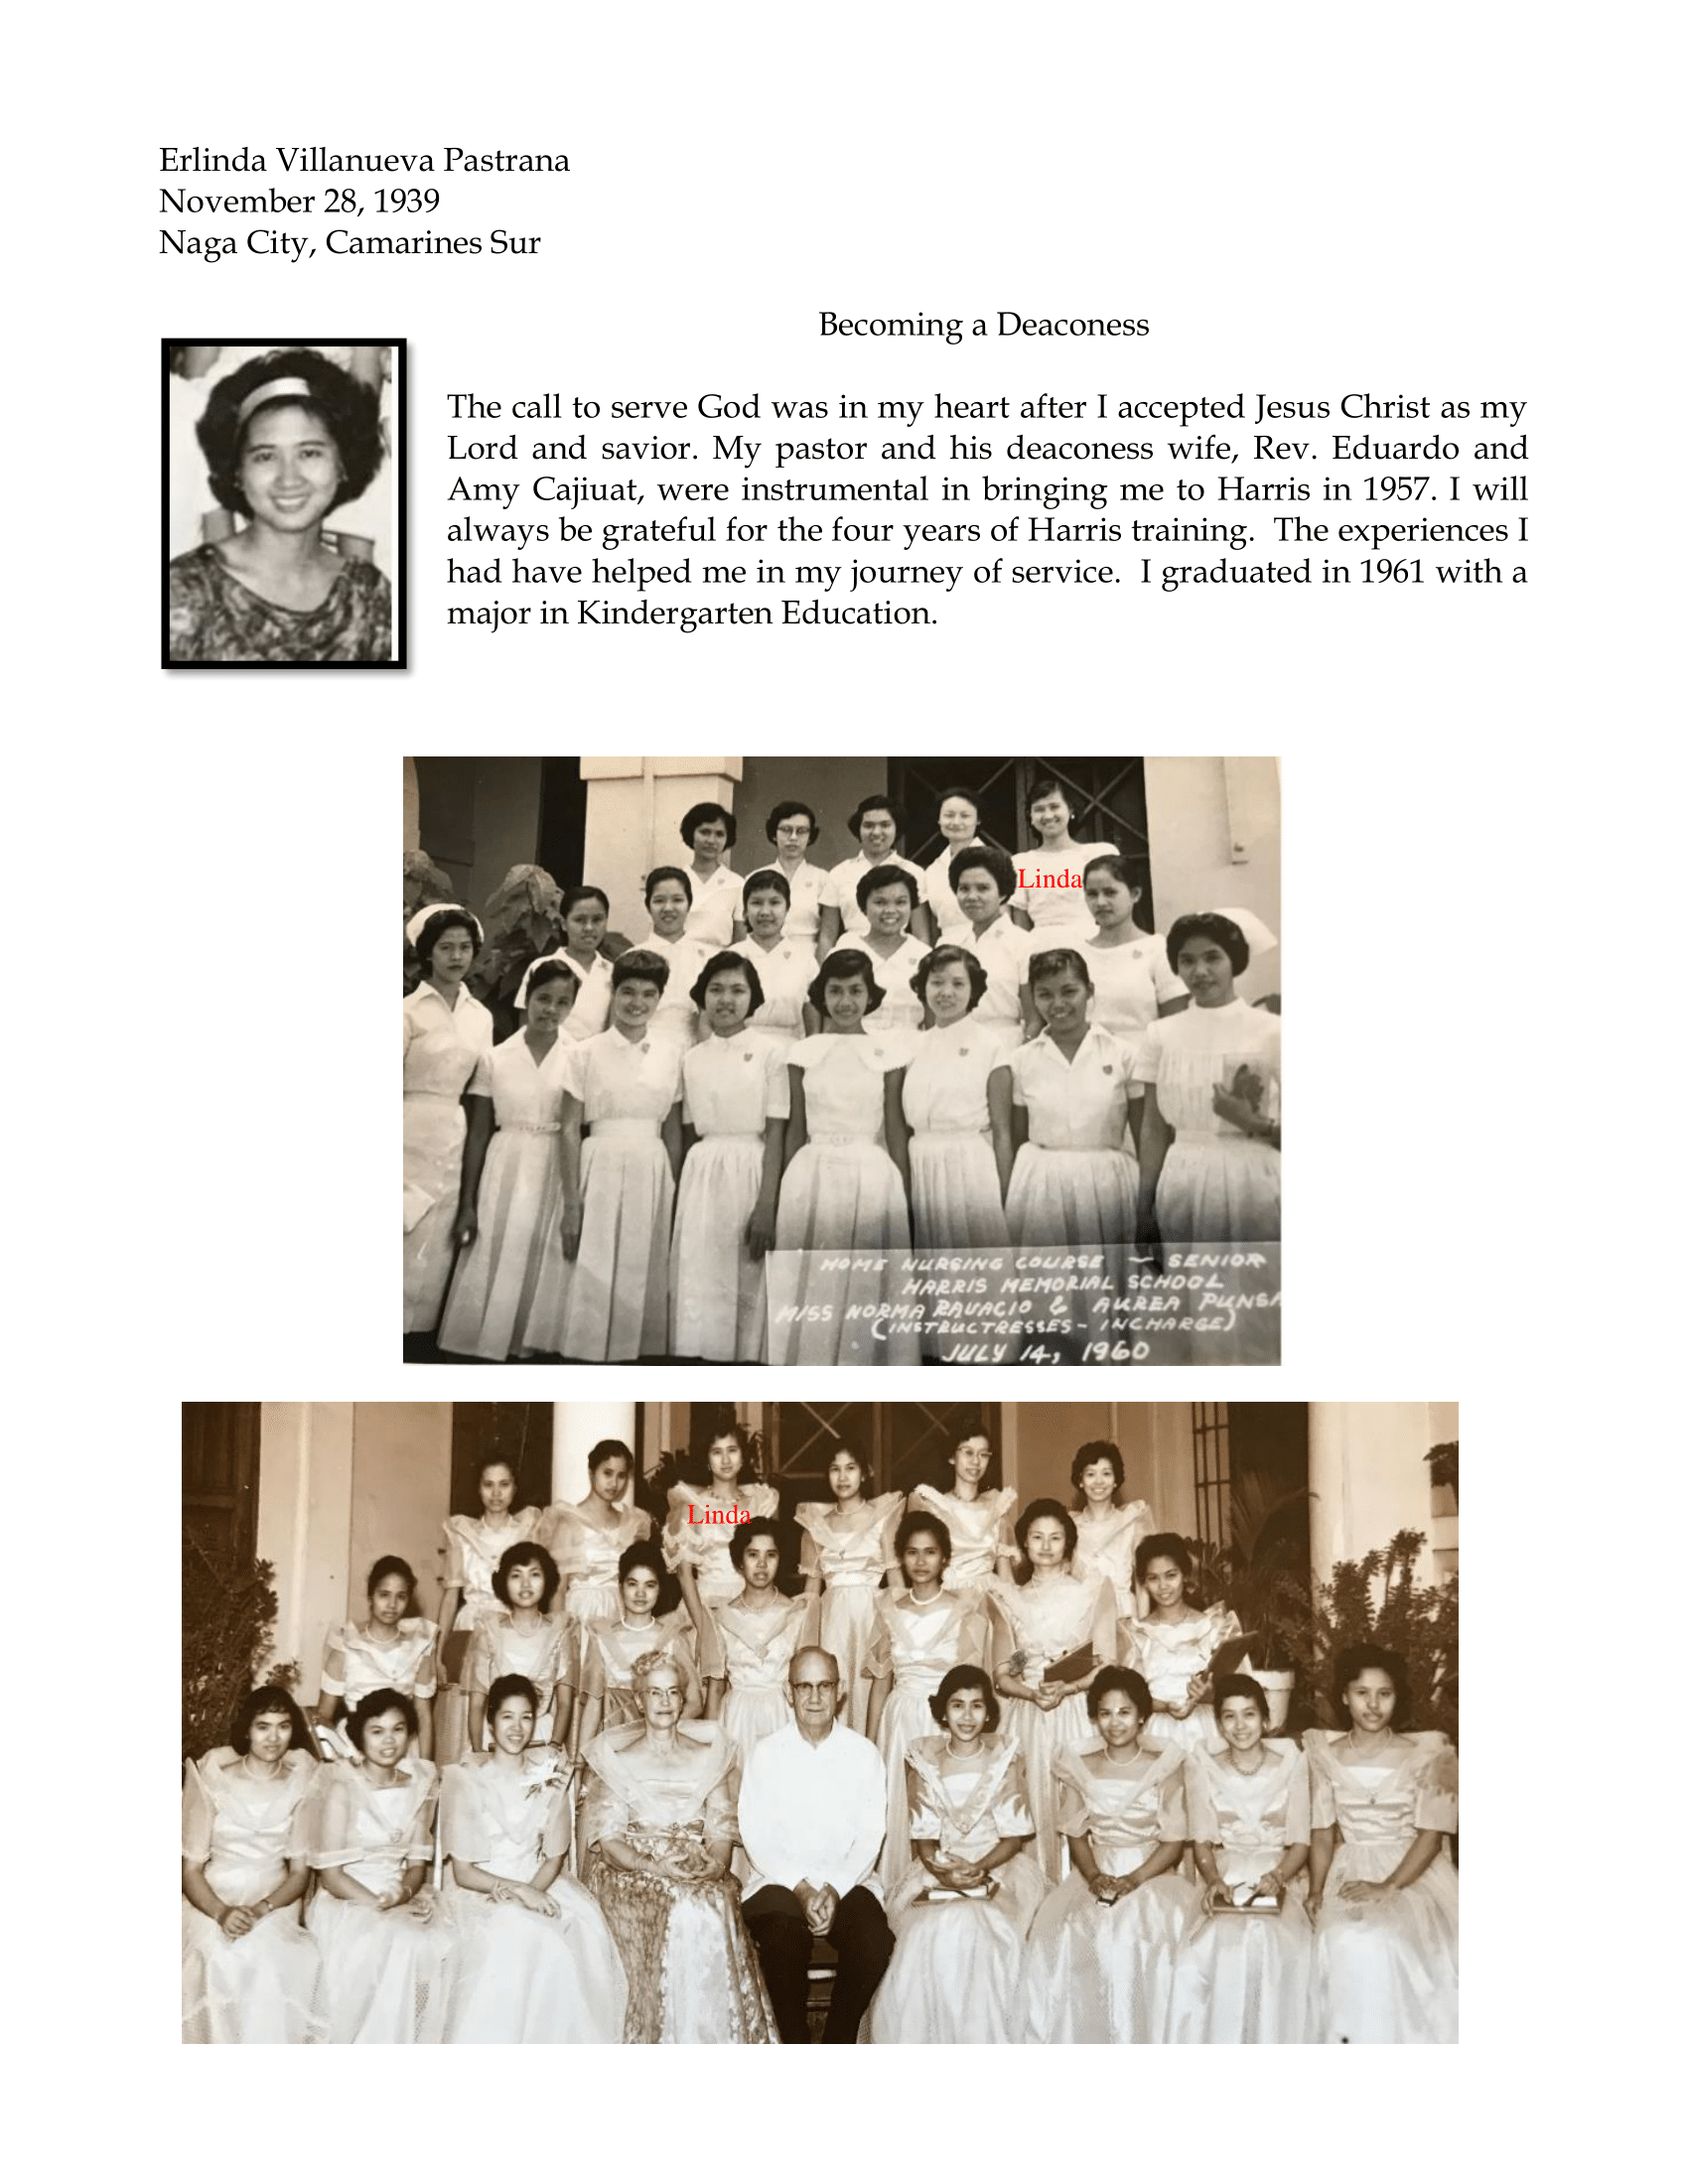 Erlinda Villanueva Pastrana
November 28, 1939
Naga City, Camarines Sur
Becoming a Deaconess
The call to serve God was in my heart after I accepted Jesus Christ as my
Lord and savior. My pastor and his deaconess wife, Rev. Eduardo and
Amy Cajiuat, were instrumental in bringing me to Harris in 1957. I will
always be grateful for the four years of Harris training. The experiences I
had have helped me in my journey of service. I graduated in 1961 with a
major in Kindergarten Education.
Linda
HOME NURSING COURSE — SENIOR
HARRIS MEMORIAL SCHOOL
MISS NORMA RAVACIO & AUREA PUNSA
(INSTRUCTRESSES - INCHARGE)
JULY 14, 1960
Linda